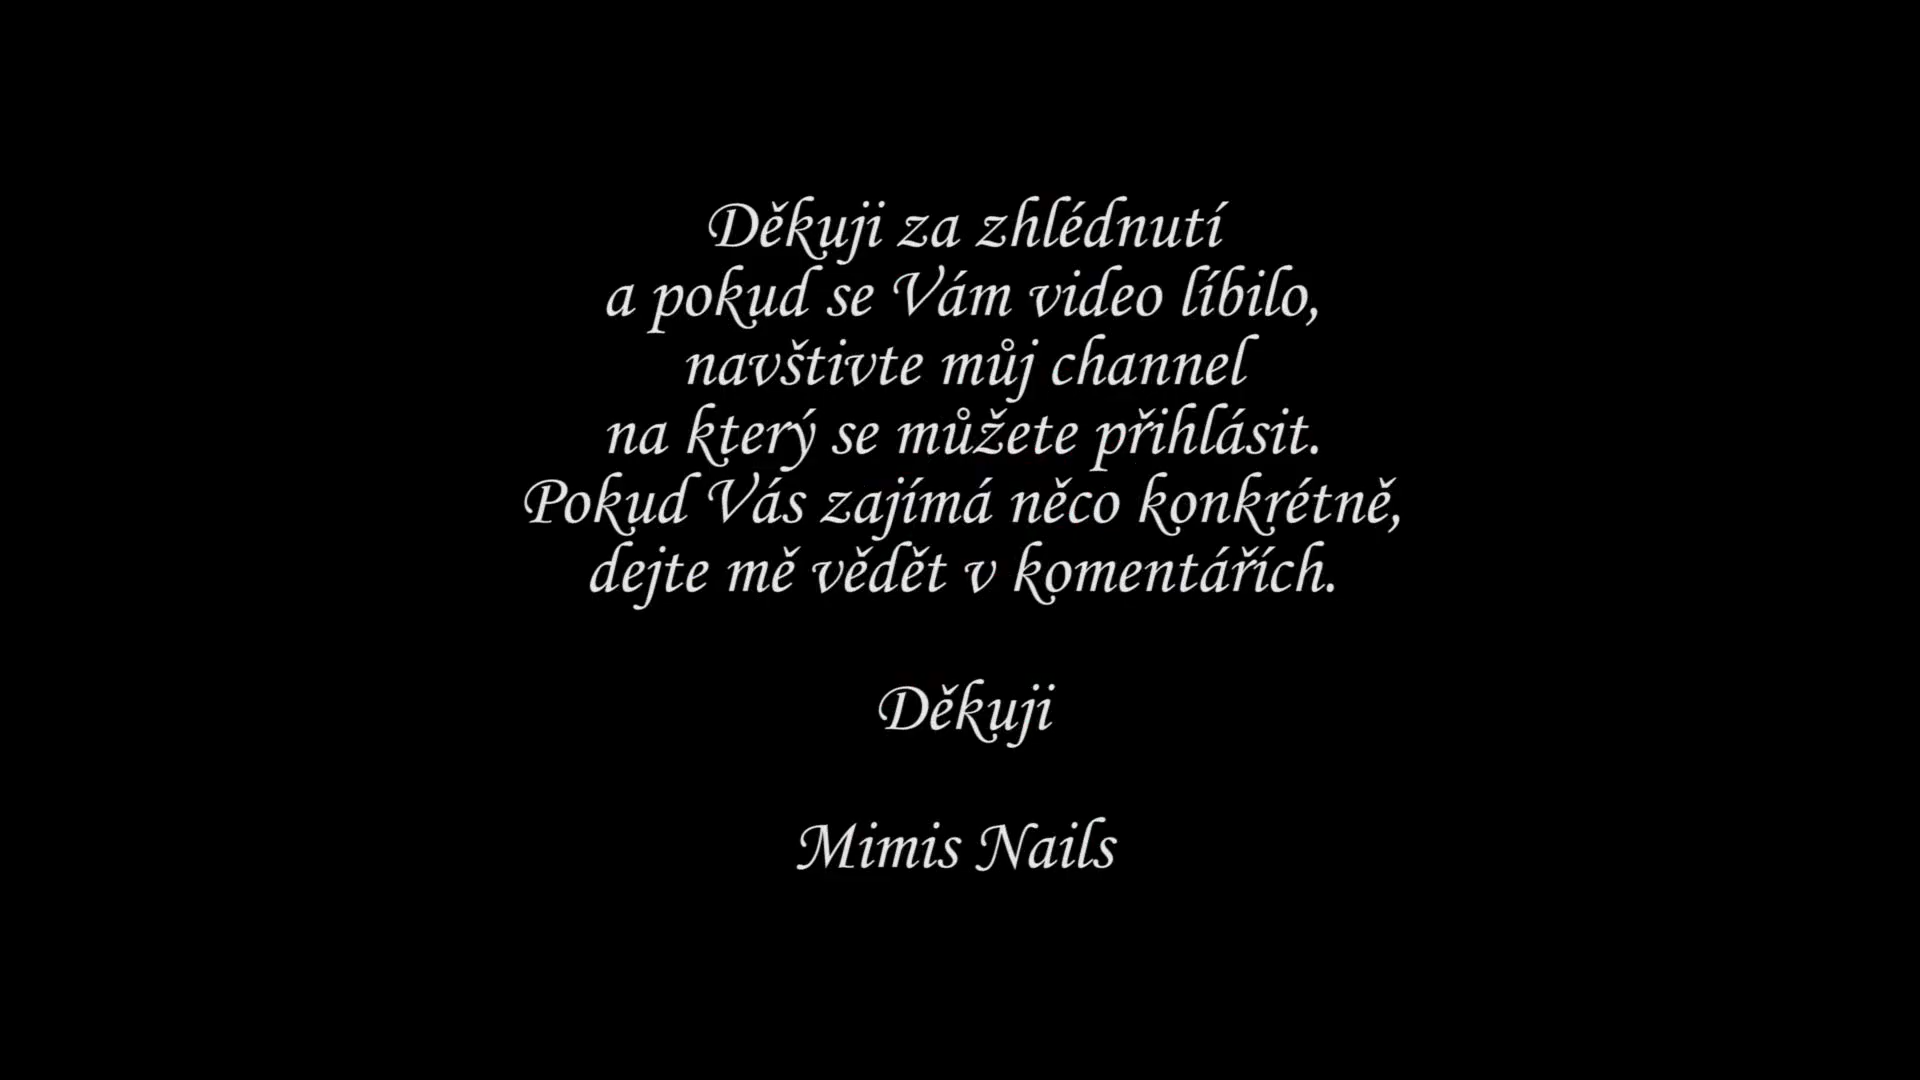 Děkuji za zhlédnutí
a pokud se Vám video líbilo,
navštivte můj channel
na který se můžete přihlásit.
Pokud Vás zajímá něco konkrétně,
dejte mě vědět v komentářích.
Děkuji
Mimis Nails